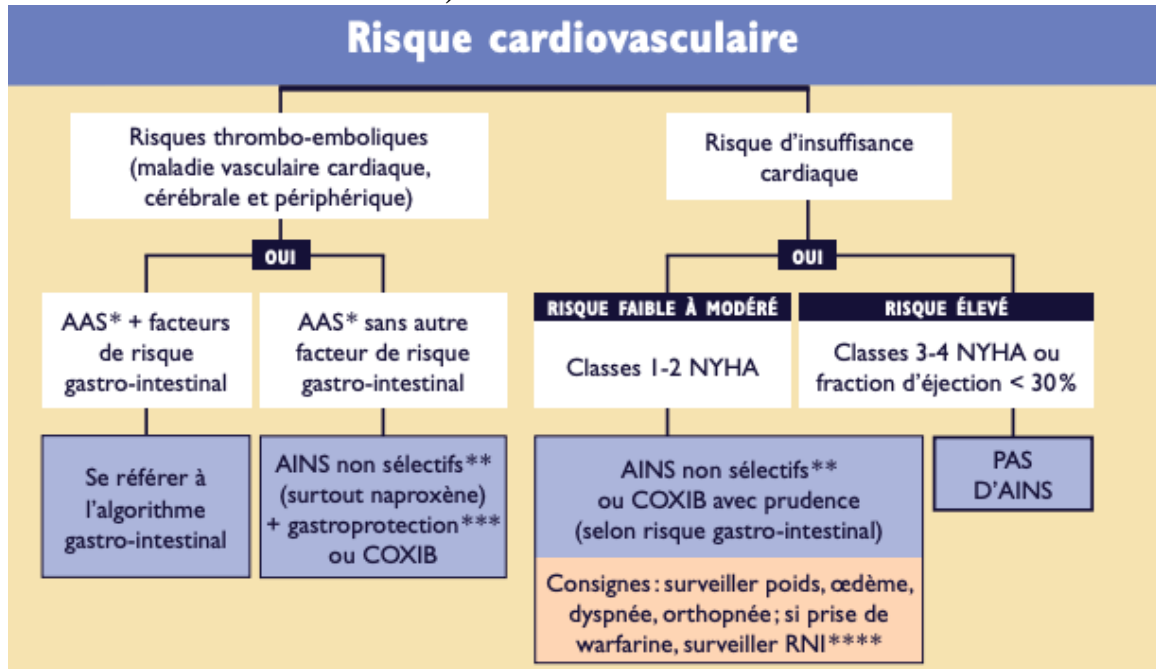 Risque cardiovasculaire
Risques thrombo-emboliques
(maladie vasculaire cardiaque,
cérébrale et périphérique)
OUI
AAS* + facteurs
de risque
gastro-intestinal
Se référer à
l'algorithme
gastro-intestinal
AAS* sans autre
facteur de risque
gastro-intestinal
AINS non sélectifs**
(surtout naproxène)
+ gastroprotection***
ou COXIB
Risque d'insuffisance
cardiaque
OUI
RISQUE FAIBLE À MODÉRÉ
Classes 1-2 NYHA
AINS non sélectifs**
ou COXIB avec prudence
(selon risque gastro-intestinal)
Consignes : surveiller poids, œdème,
dyspnée, orthopnée ; si prise de
warfarine, surveiller RNI****
RISQUE ÉLEVÉ
Classes 3-4 NYHA ou
fraction d'éjection < 30 %
PAS
D'AINS